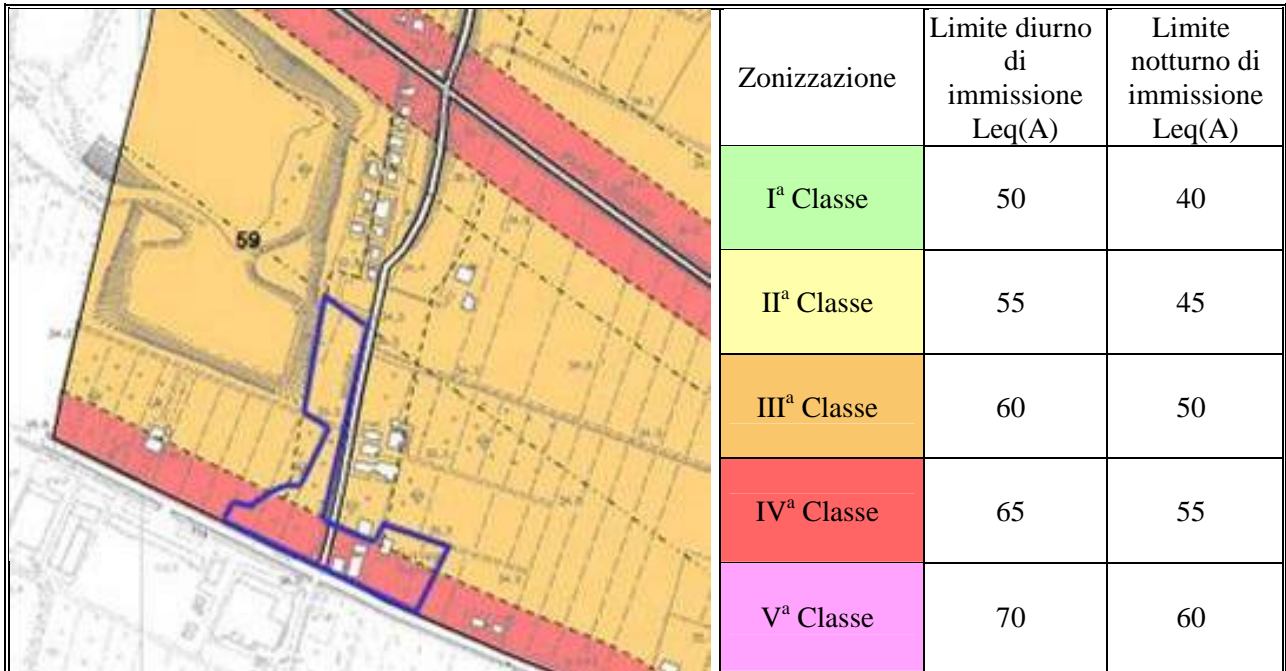 59
Zonizzazione
Limite diurno
di
immissione
Leq(A)
Limite
notturno di
immissione
Leq(A)
Iª Classe
50
40
IIª Classe
55
45
IIIª Classe
60
50
IVª Classe
65
55
Vª Classe
70
60